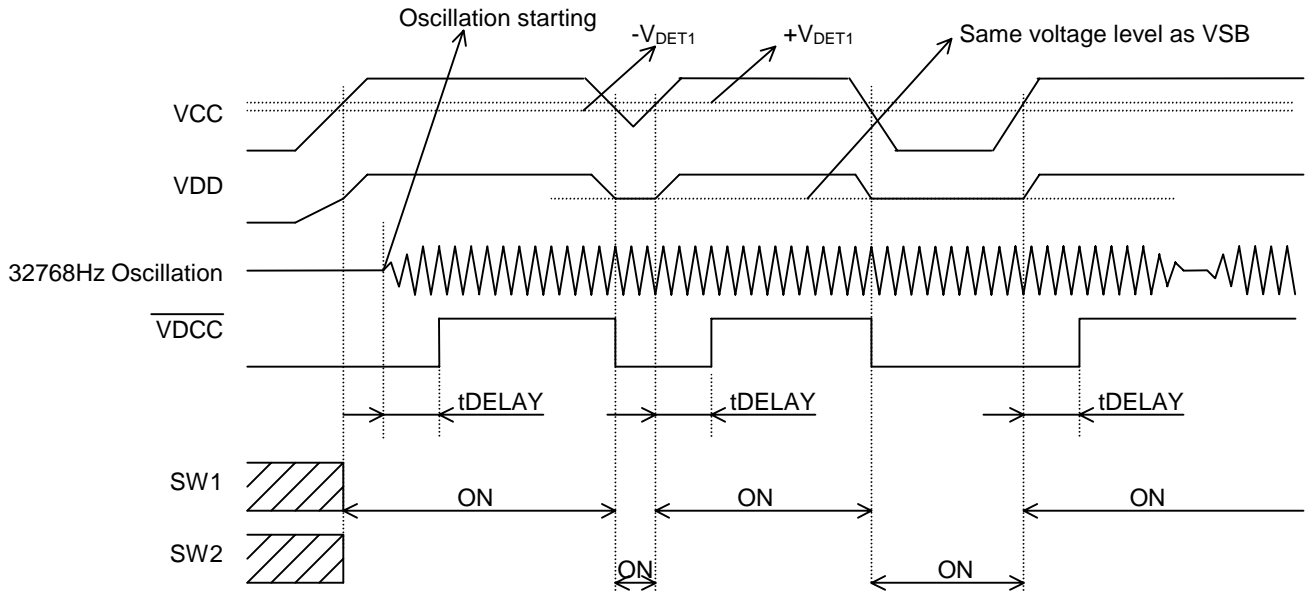 Oscillation starting
-VDET1
+VDET1
Same voltage level as VSB
VCC
VDD
32768Hz Oscillation
VDCC
tDELAY
tDELAY
tDELAY
SW1
ON
ON
ON
SW2
ON
ON